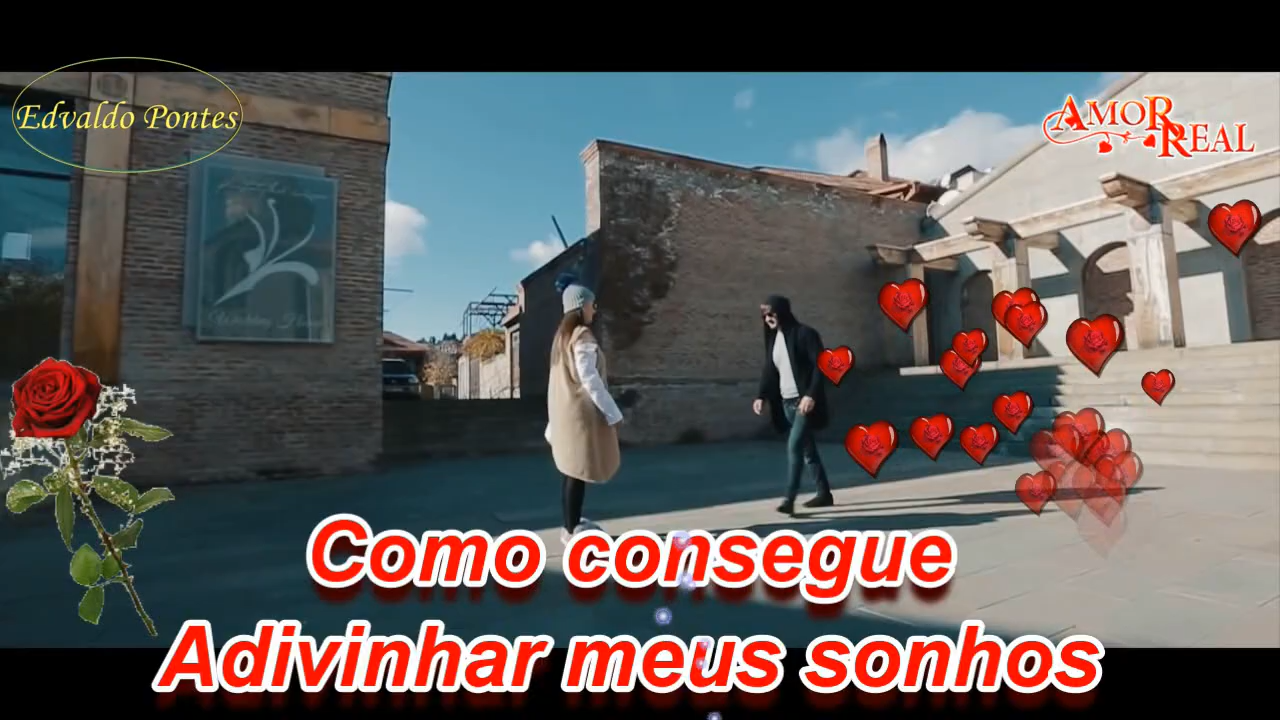 Edvaldo Pontes
AMOR REAL
Como consegue
Adivinhar meus sonhos